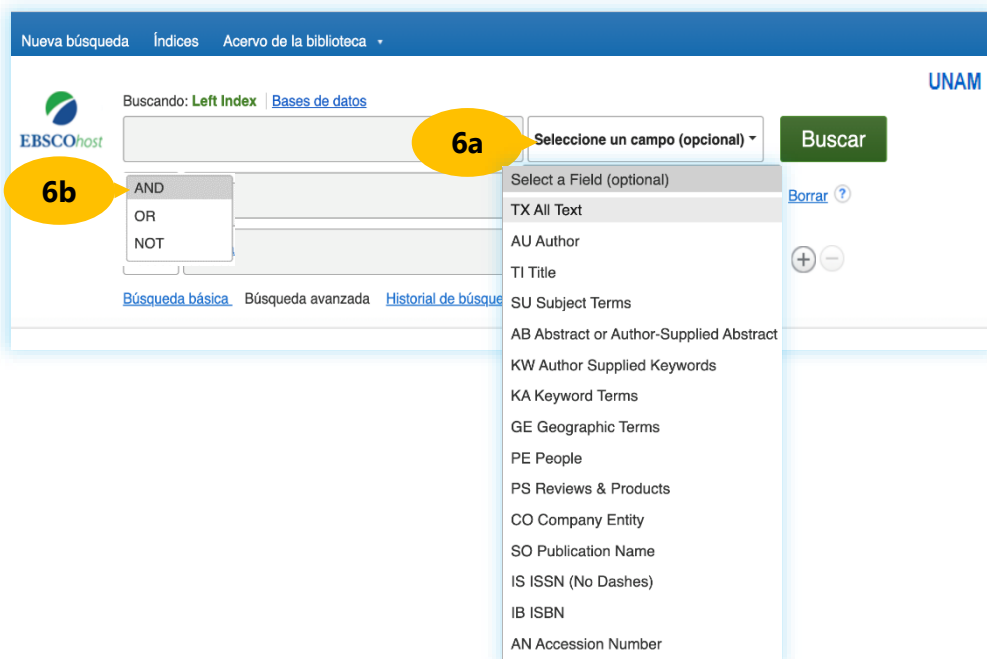 Nueva búsqueda Índices Acervo de la biblioteca
UNAM
Buscando: Left Index Bases de datos
EBSCOhost
6a
Seleccione un campo (opcional)
Buscar
6b
AND
OR
NOT
Borrar ?
Select a Field (optional)
TX All Text
AU Author
TI Title
SU Subject Terms
AB Abstract or Author-Supplied Abstract
KW Author Supplied Keywords
KA Keyword Terms
GE Geographic Terms
PE People
PS Reviews & Products
CO Company Entity
SO Publication Name
IS ISSN (No Dashes)
IB ISBN
AN Accession Number
Búsqueda básica Búsqueda avanzada Historial de búsque